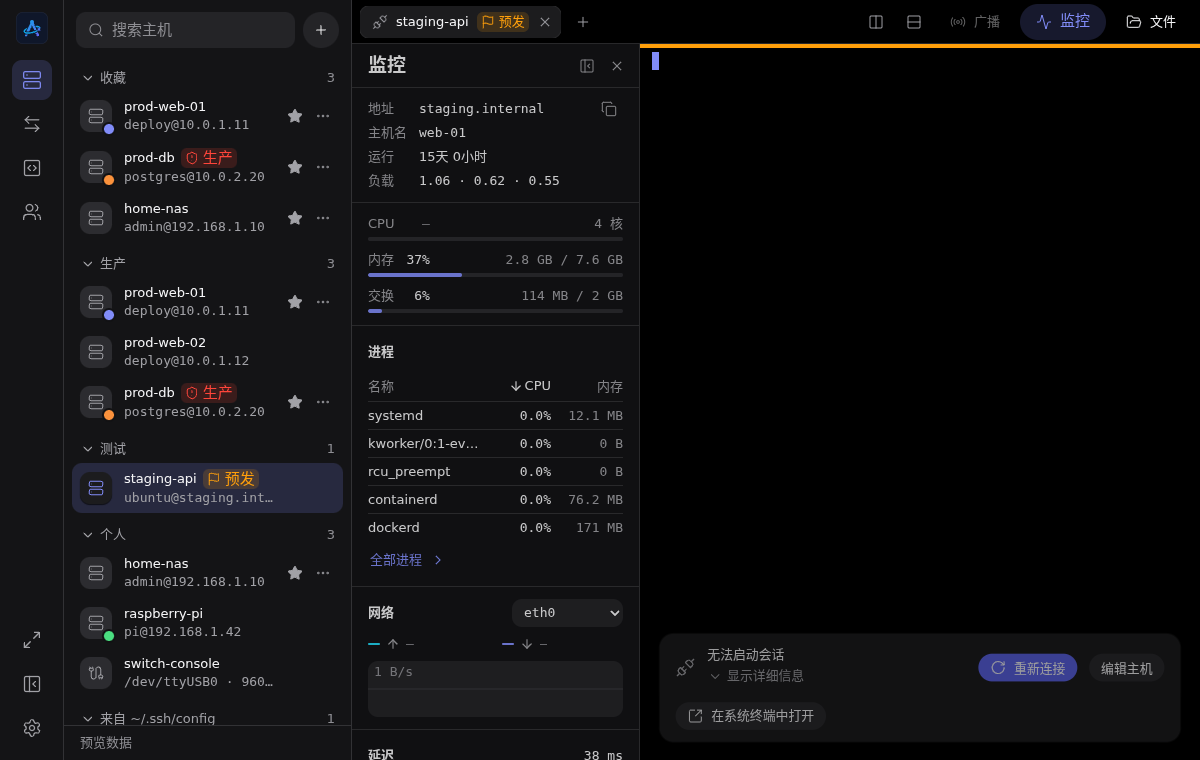 搜索主机
收藏 3
prod-web-01
deploy@10.0.1.11
prod-db 生产
postgres@10.0.2.20
home-nas
admin@192.168.1.10
生产 3
prod-web-01
deploy@10.0.1.11
prod-web-02
deploy@10.0.1.12
prod-db 生产
postgres@10.0.2.20
测试 1
staging-api 预发
ubuntu@staging.int…
个人 3
home-nas
admin@192.168.1.10
raspberry-pi
pi@192.168.1.42
switch-console
/dev/ttyUSB0 · 960…
来自 ~/.ssh/config 1
预览数据
staging-api 预发
广播 监控 文件
监控
地址 staging.internal
主机名 web-01
运行 15天 0小时
负载 1.06 · 0.62 · 0.55
CPU — 4 核
内存 37% 2.8 GB / 7.6 GB
交换 6% 114 MB / 2 GB
进程
名称 CPU 内存
systemd 0.0% 12.1 MB
kworker/0:1-ev… 0.0% 0 B
rcu_preempt 0.0% 0 B
containerd 0.0% 76.2 MB
dockerd 0.0% 171 MB
全部进程
网络 eth0
— —
1 B/s
延迟 38 ms
无法启动会话
显示详细信息
重新连接 编辑主机
在系统终端中打开